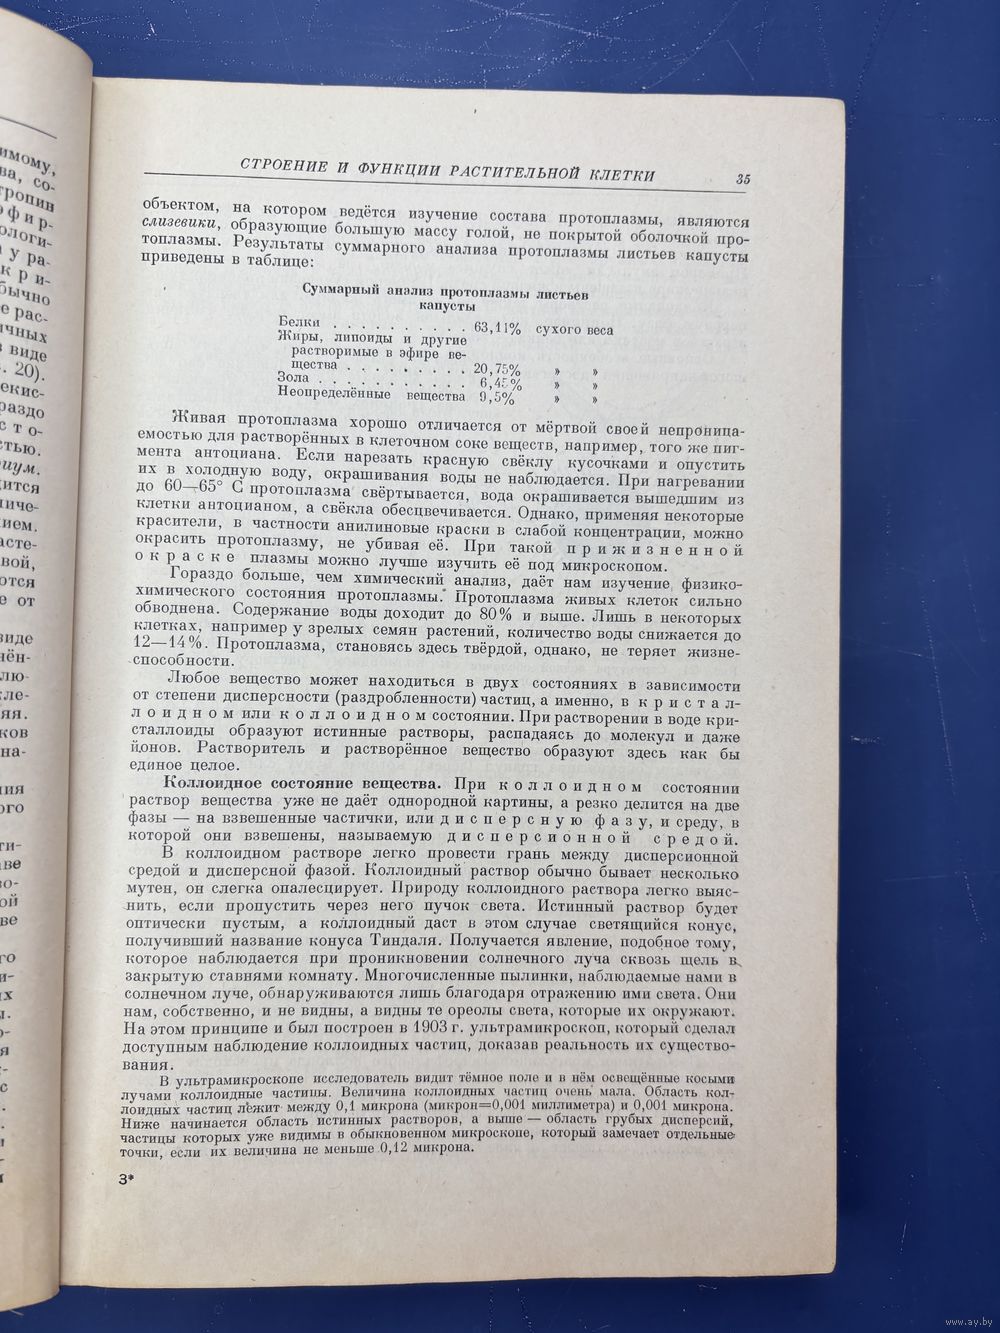 СТРОЕНИЕ И ФУНКЦИИ РАСТИТЕЛЬНОЙ КЛЕТКИ 35
объектом, на котором ведётся изучение состава протоплазмы, являются
слизевики, образующие большую массу голой, не покрытой оболочкой про-
топлазмы. Результаты суммарного анализа протоплазмы листьев капусты
приведены в таблице:
Суммарный анализ протоплазмы листьев
капусты
Белки . . . . . . . . . . 63,11% сухого веса
Жиры, липоиды и другие
растворимые в эфире ве-
щества . . . . . . . . . 20,75% » »
Зола . . . . . . . . . . . 6,45% » »
Неопределённые вещества 9,5% » »
Живая протоплазма хорошо отличается от мёртвой своей непроница-
емостью для растворённых в клеточном соке веществ, например, того же пиг-
мента антоциана. Если нарезать красную свёклу кусочками и опустить
их в холодную воду, окрашивания воды не наблюдается. При нагревании
до 60—65° С протоплазма свёртывается, вода окрашивается вышедшим из
клетки антоцианом, а свёкла обесцвечивается. Однако, применяя некоторые
красители, в частности анилиновые краски в слабой концентрации, можно
окрасить протоплазму, не убивая её. При такой прижизненной
окраске плазмы можно лучше изучить её под микроскопом.
Гораздо больше, чем химический анализ, даёт нам изучение физико-
химического состояния протоплазмы. Протоплазма живых клеток сильно
обводнена. Содержание воды доходит до 80% и выше. Лишь в некоторых
клетках, например у зрелых семян растений, количество воды снижается до
12—14%. Протоплазма, становясь здесь твёрдой, однако, не теряет жизне-
способности.
Любое вещество может находиться в двух состояниях в зависимости
от степени дисперсности (раздробленности) частиц, а именно, в кристал-
лоидном или коллоидном состоянии. При растворении в воде кри-
сталлоиды образуют истинные растворы, распадаясь до молекул и даже
йонов. Растворитель и растворённое вещество образуют здесь как бы
единое целое.
Коллоидное состояние вещества. При коллоидном состоянии
раствор вещества уже не даёт однородной картины, а резко делится на две
фазы — на взвешенные частички, или дисперсную фазу, и среду, в
которой они взвешены, называемую дисперсионной средой.
В коллоидном растворе легко провести грань между дисперсионной
средой и дисперсной фазой. Коллоидный раствор обычно бывает несколько
мутен, он слегка опалесцирует. Природу коллоидного раствора легко выяс-
нить, если пропустить через него пучок света. Истинный раствор будет
оптически пустым, а коллоидный даст в этом случае светящийся конус,
получивший название конуса Тиндаля. Получается явление, подобное тому,
которое наблюдается при проникновении солнечного луча сквозь щель в
закрытую ставнями комнату. Многочисленные пылинки, наблюдаемые нами в
солнечном луче, обнаруживаются лишь благодаря отражению ими света. Они
нам, собственно, и не видны, а видны те ореолы света, которые их окружают.
На этом принципе и был построен в 1903 г. ультрамикроскоп, который сделал
доступным наблюдение коллоидных частиц, доказав реальность их существо-
вания.
В ультрамикроскопе исследователь видит тёмное поле и в нём освещённые косыми
лучами коллоидные частицы. Величина коллоидных частиц очень мала. Область кол-
лоидных частиц лежит между 0,1 микрона (микрон=0,001 миллиметра) и 0,001 микрона.
Ниже начинается область истинных растворов, а выше — область грубых дисперсий,
частицы которых уже видимы в обыкновенном микроскопе, который замечает отдельные
точки, если их величина не меньше 0,12 микрона.
3*
www.ay.by